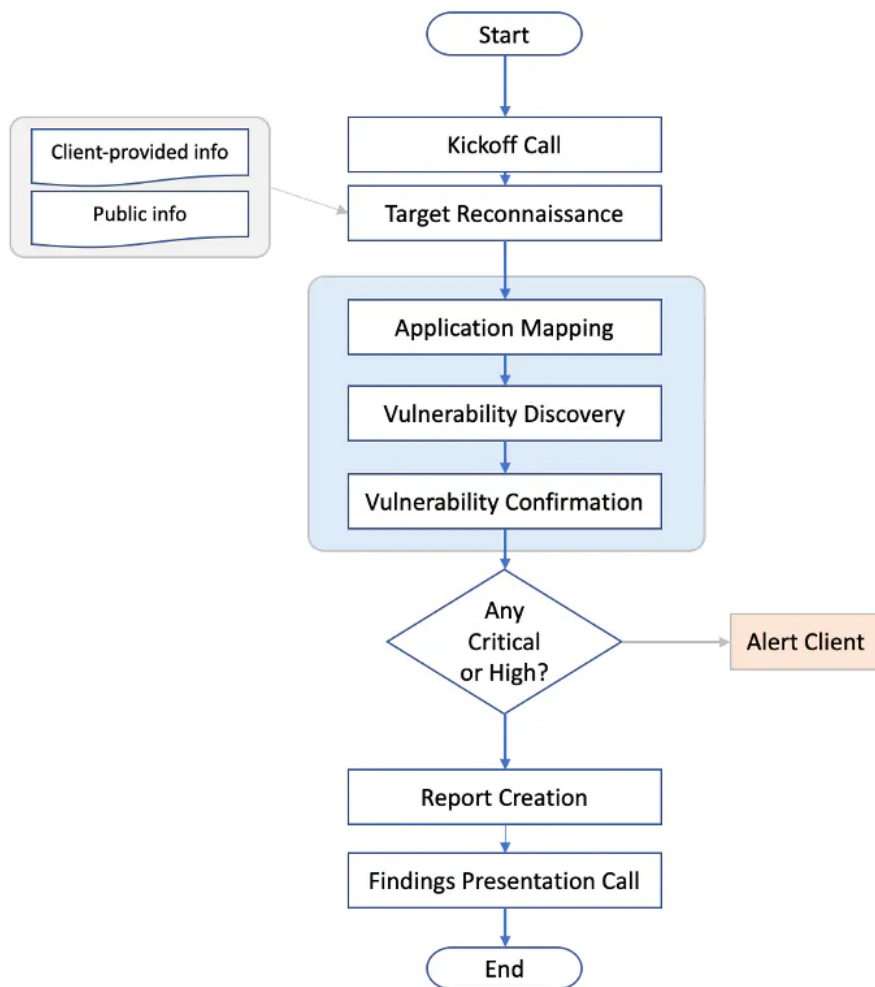 Start
Kickoff Call
Client-provided info
Public info
Target Reconnaissance
Application Mapping
Vulnerability Discovery
Vulnerability Confirmation
Any
Critical
or High?
Alert Client
Report Creation
Findings Presentation Call
End